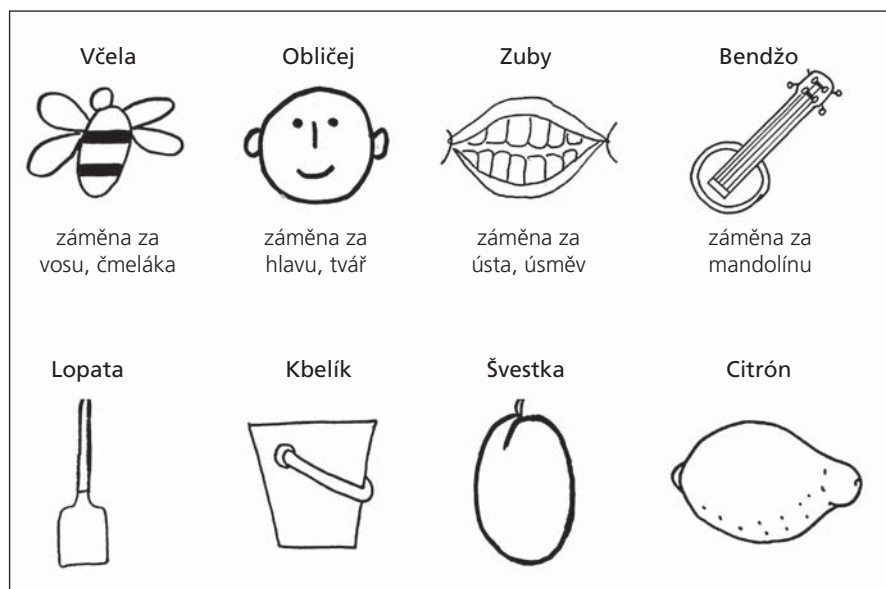 Včela
Obličej
Zuby
Bendžo
záměna za
vosu, čmeláka
záměna za
hlavu, tvář
záměna za
ústa, úsměv
záměna za
mandolínu
Lopata
Kbelík
Švestka
Citrón